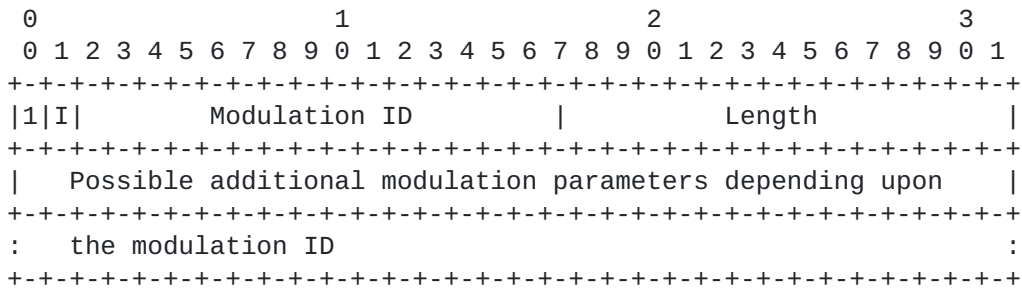 0                   1                   2                   3
 0 1 2 3 4 5 6 7 8 9 0 1 2 3 4 5 6 7 8 9 0 1 2 3 4 5 6 7 8 9 0 1
+-+-+-+-+-+-+-+-+-+-+-+-+-+-+-+-+-+-+-+-+-+-+-+-+-+-+-+-+-+-+-+-+
|1|I|        Modulation ID         |          Length            |
+-+-+-+-+-+-+-+-+-+-+-+-+-+-+-+-+-+-+-+-+-+-+-+-+-+-+-+-+-+-+-+-+
|   Possible additional modulation parameters depending upon    |
+-+-+-+-+-+-+-+-+-+-+-+-+-+-+-+-+-+-+-+-+-+-+-+-+-+-+-+-+-+-+-+-+
:   the modulation ID                                           :
+-+-+-+-+-+-+-+-+-+-+-+-+-+-+-+-+-+-+-+-+-+-+-+-+-+-+-+-+-+-+-+-+